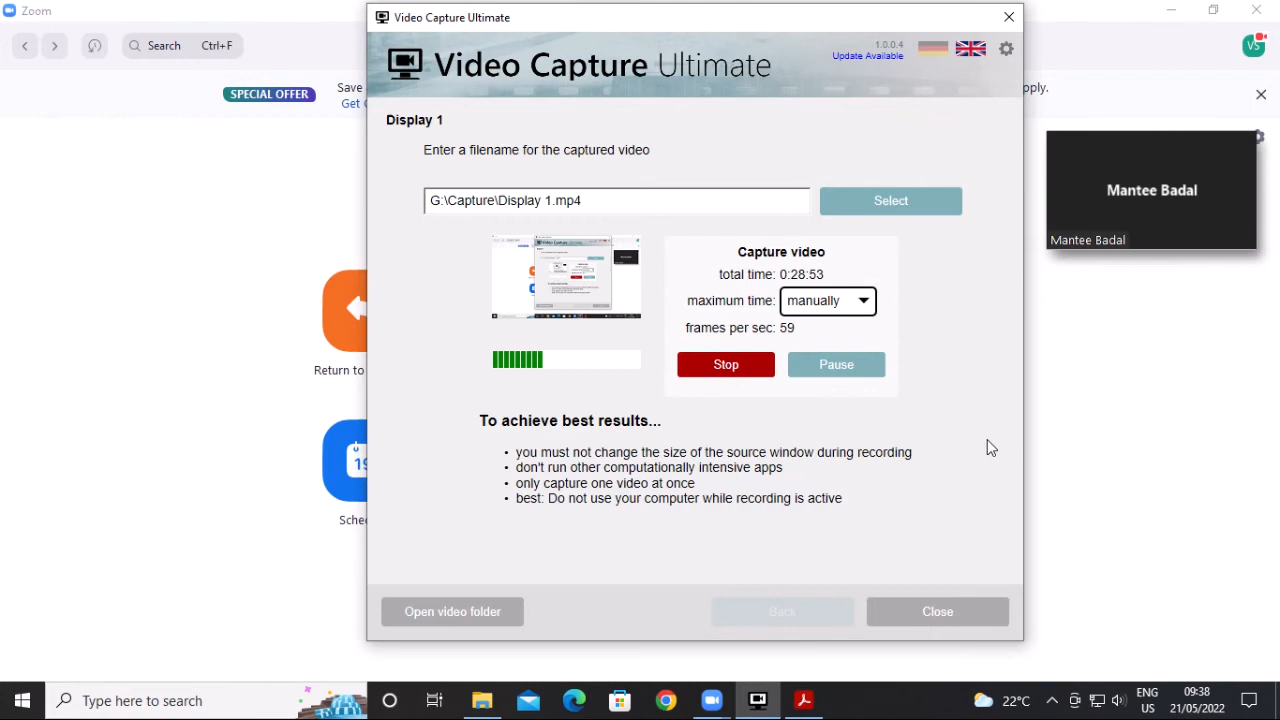 Zoom
Video Capture Ultimate
Search Ctrl+F
1.0.0.4
Update Available
Video Capture Ultimate
VS
SPECIAL OFFER
Save
pply.
Get
Display 1
Enter a filename for the captured video
G:\Capture\Display 1.mp4
Select
Mantee Badal
Mantee Badal
Capture video
total time: 0:28:53
maximum time: manually
frames per sec: 59
Stop
Pause
Return to
To achieve best results...
• you must not change the size of the source window during recording
• don't run other computationally intensive apps
• only capture one video at once
• best: Do not use your computer while recording is active
19
Sche
Open video folder
Back
Close
Type here to search
22°C
ENG
US
09:38
21/05/2022